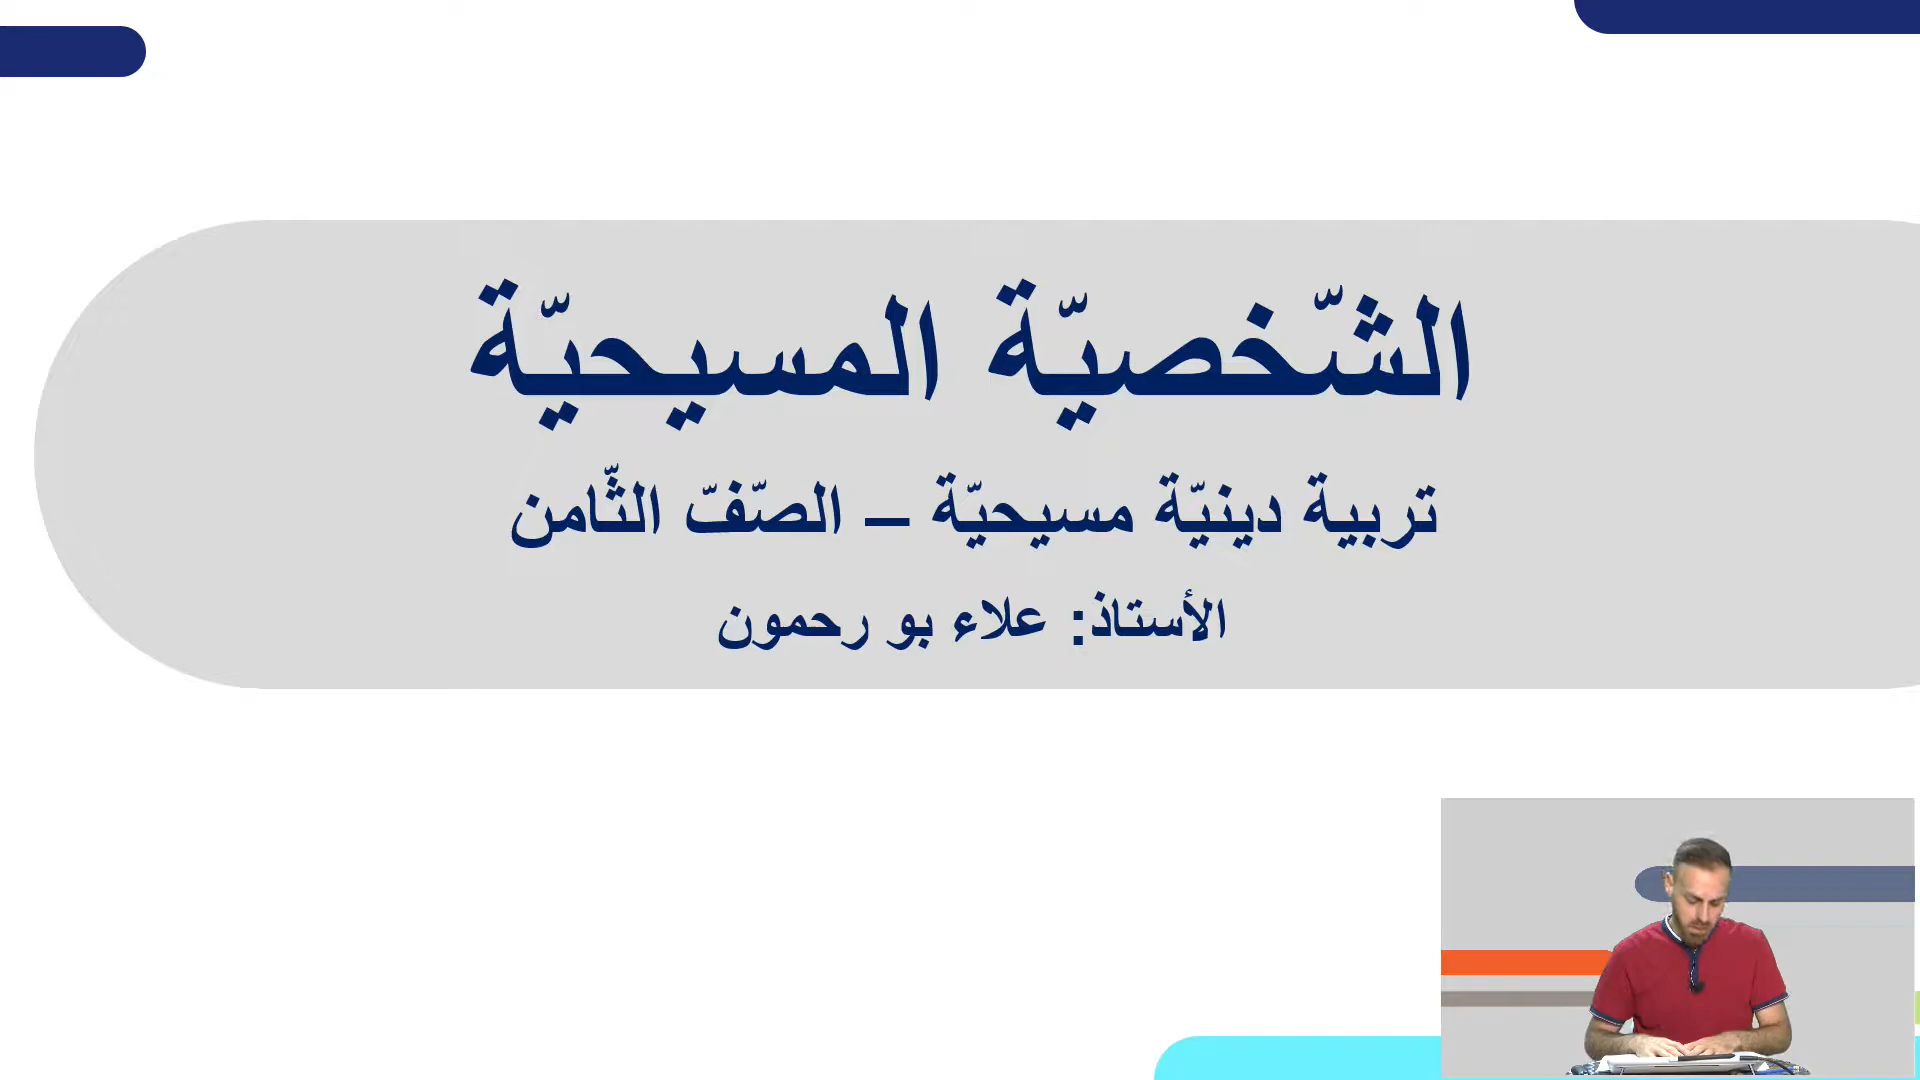 الشّخصيّة المسيحيّة
تربية دينيّة مسيحيّة – الصّفّ الثّامن
الأستاذ: علاء بو رحمون